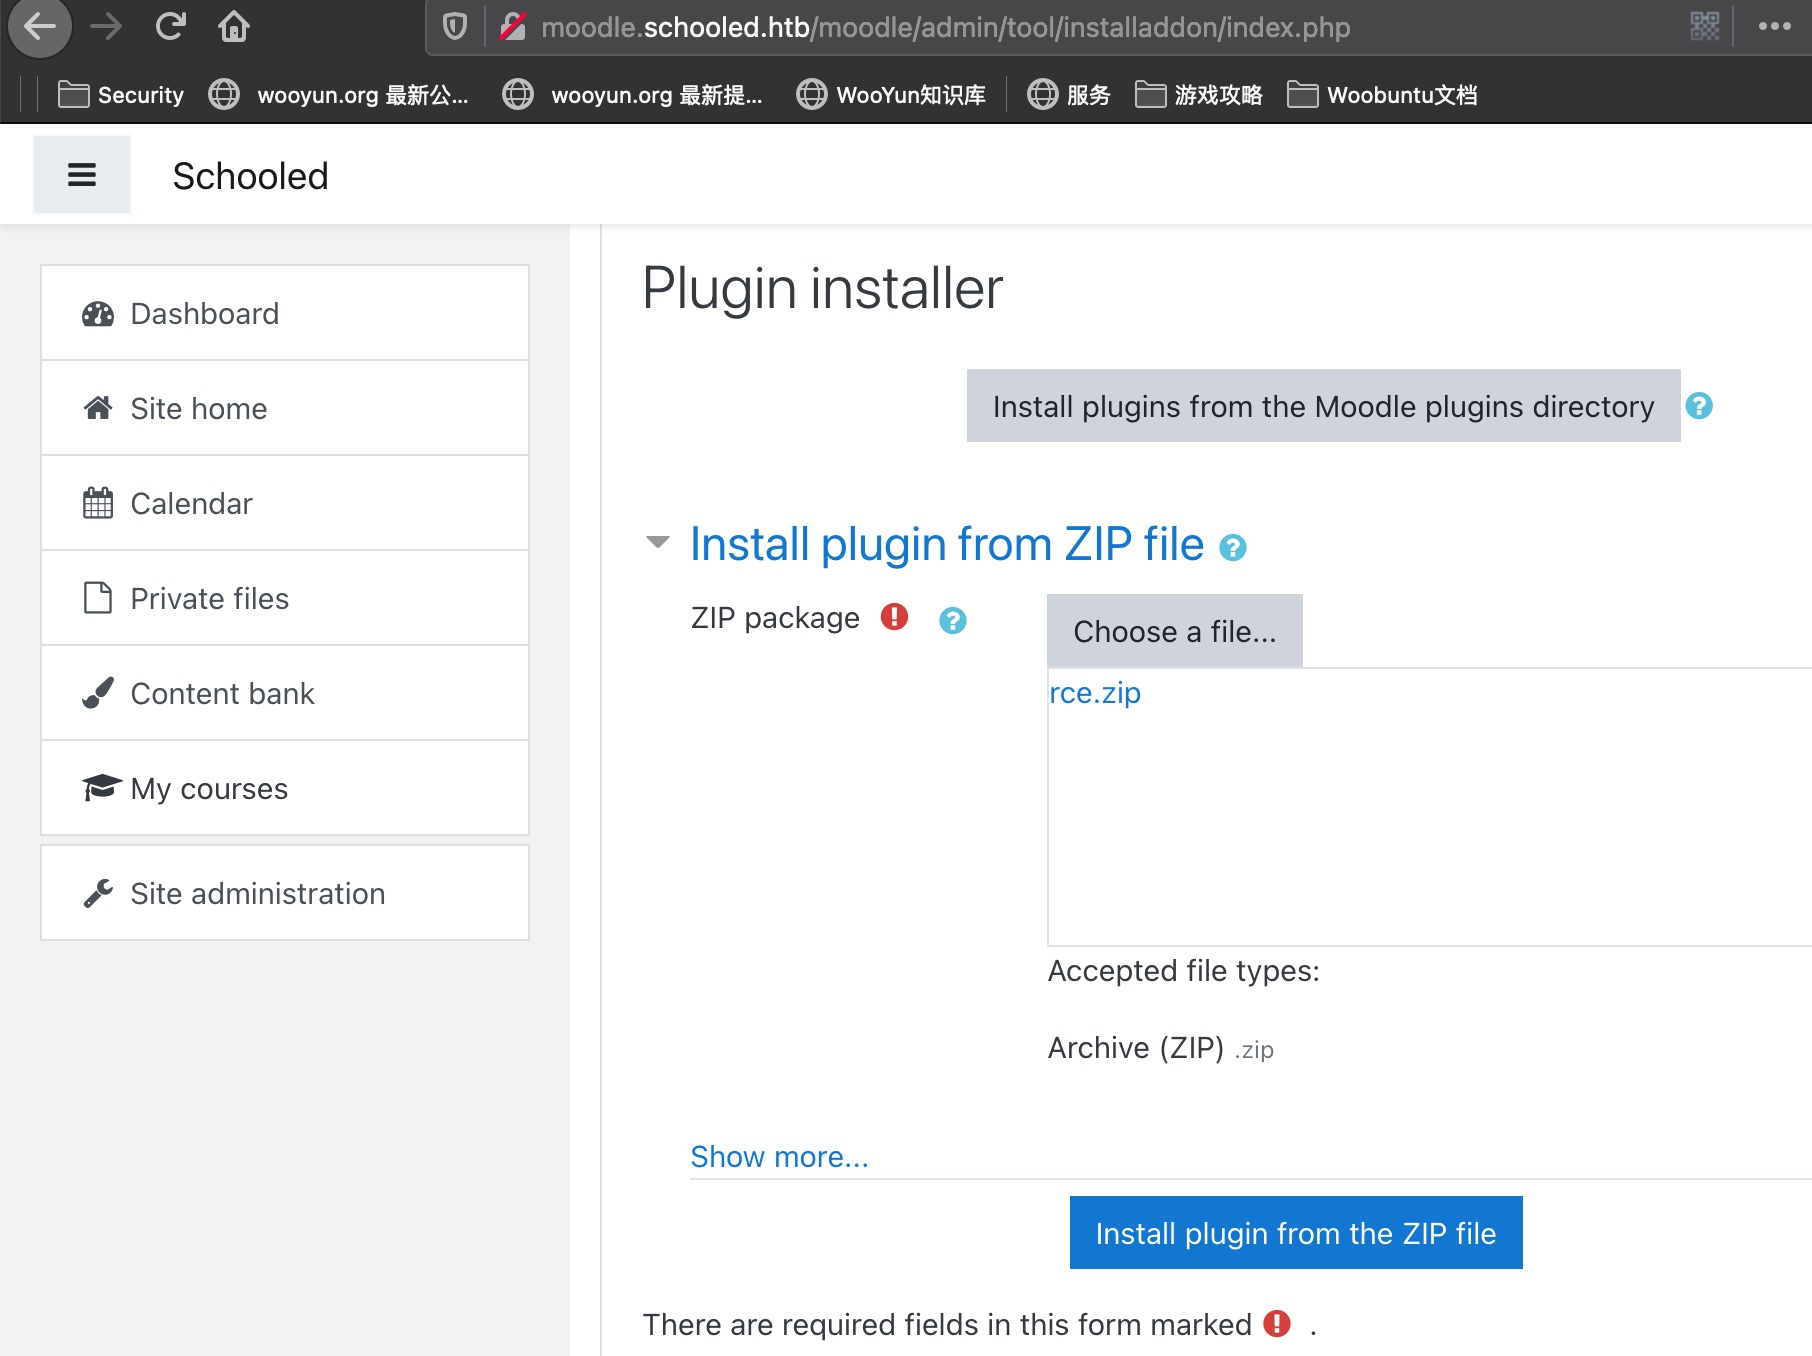 moodle.schooled.htb/moodle/admin/tool/installaddon/index.php
Security wooyun.org 最新公... wooyun.org 最新提... WooYun知识库 服务 游戏攻略 Woobuntu文档
Schooled
Dashboard
Site home
Calendar
Private files
Content bank
My courses
Site administration
Plugin installer
Install plugins from the Moodle plugins directory
Install plugin from ZIP file
ZIP package
Choose a file...
rce.zip
Accepted file types:
Archive (ZIP) .zip
Show more...
Install plugin from the ZIP file
There are required fields in this form marked .